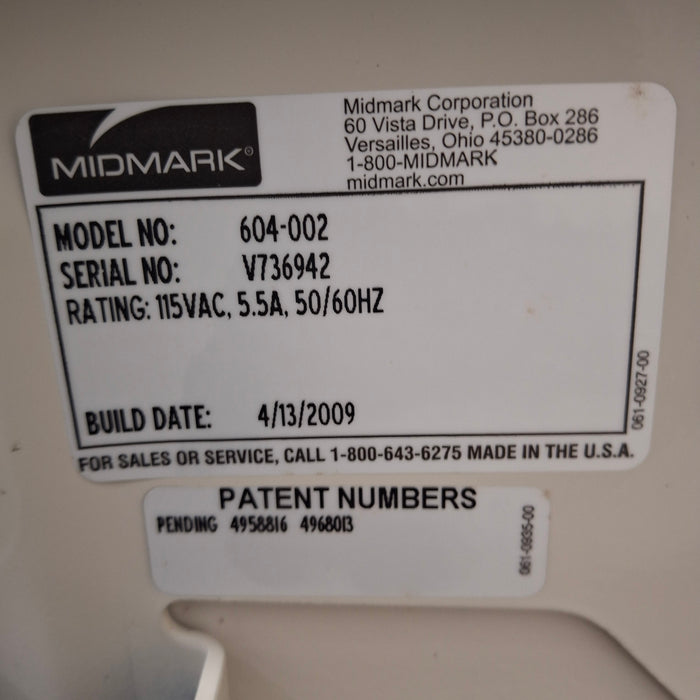 MIDMARK®
Midmark Corporation
60 Vista Drive, P.O. Box 286
Versailles, Ohio 45380-0286
1-800-MIDMARK
midmark.com
MODEL NO: 604-002
SERIAL NO: V736942
RATING: 115VAC, 5.5A, 50/60HZ
BUILD DATE: 4/13/2009
061-0927-00
FOR SALES OR SERVICE, CALL 1-800-643-6275 MADE IN THE U.S.A.
PATENT NUMBERS
PENDING 4958816 4968013
061-0935-00